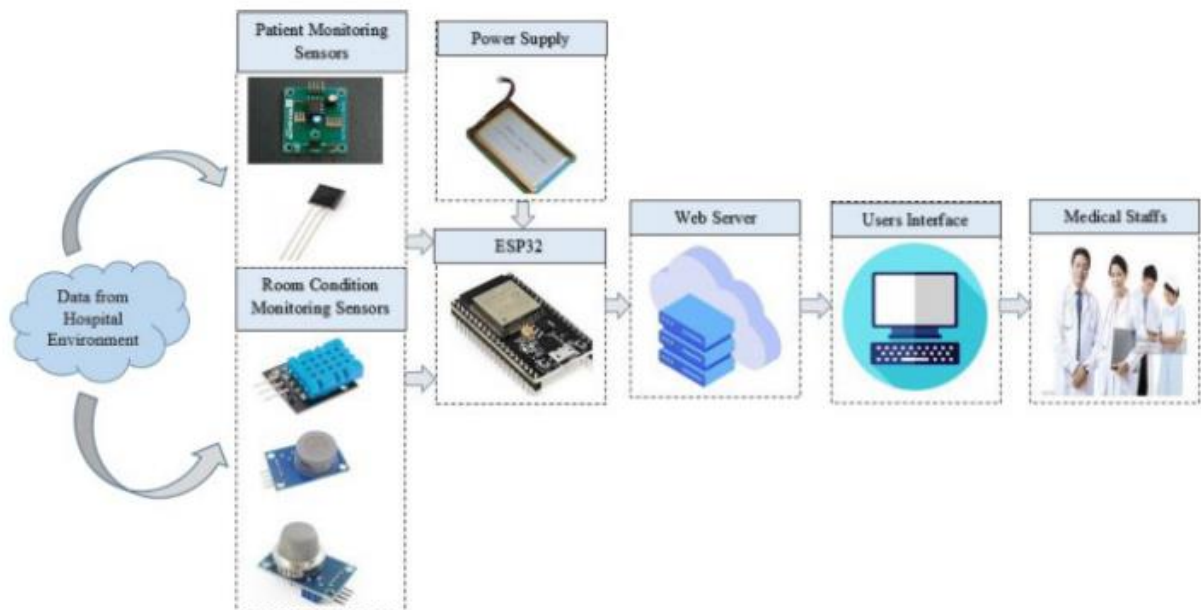 Patient Monitoring
Sensors
Power Supply
Data from
Hospital
Environment
Room Condition
Monitoring Sensors
ESP32
Web Server
Users Interface
Medical Staffs